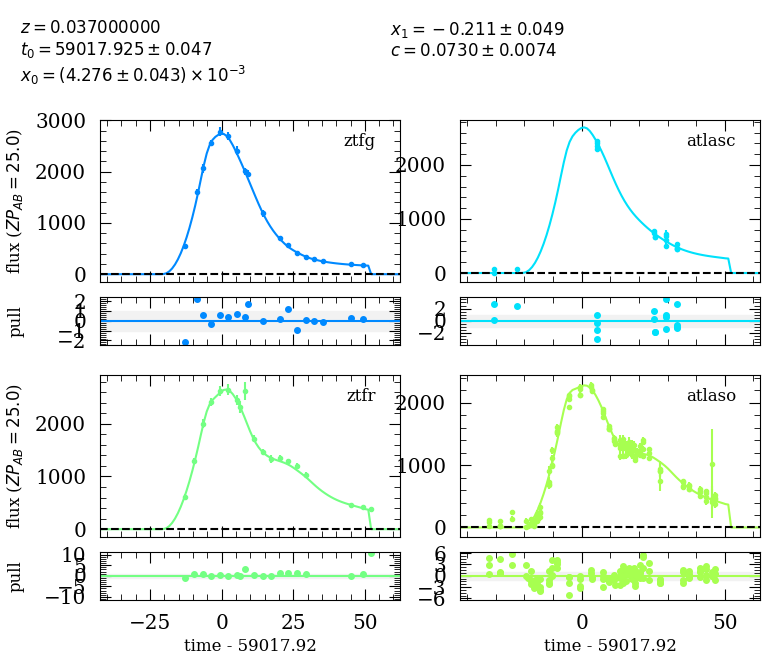 z = 0.037000000
t₀ = 59017.925 ± 0.047
x₀ = (4.276 ± 0.043) × 10⁻³
x₁ = −0.211 ± 0.049
c = 0.0730 ± 0.0074
ztfg
flux (ZP_AB = 25.0)
3000
2000
1000
0
pull
2
1
0
−1
−2
atlasc
2000
1000
0
2
0
−2
ztfr
flux (ZP_AB = 25.0)
2000
1000
0
pull
10
5
0
−5
−10
−25
0
25
50
time - 59017.92
atlaso
2000
1000
0
6
3
0
−3
−6
0
50
time - 59017.92